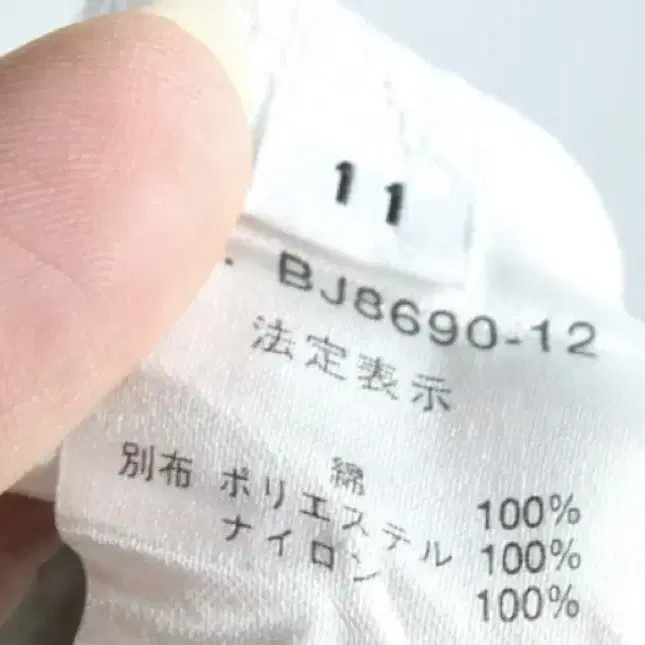 11
BJ8690-12
法定表示
綿 100%
別布 ポリエステル 100%
ナイロン 100%